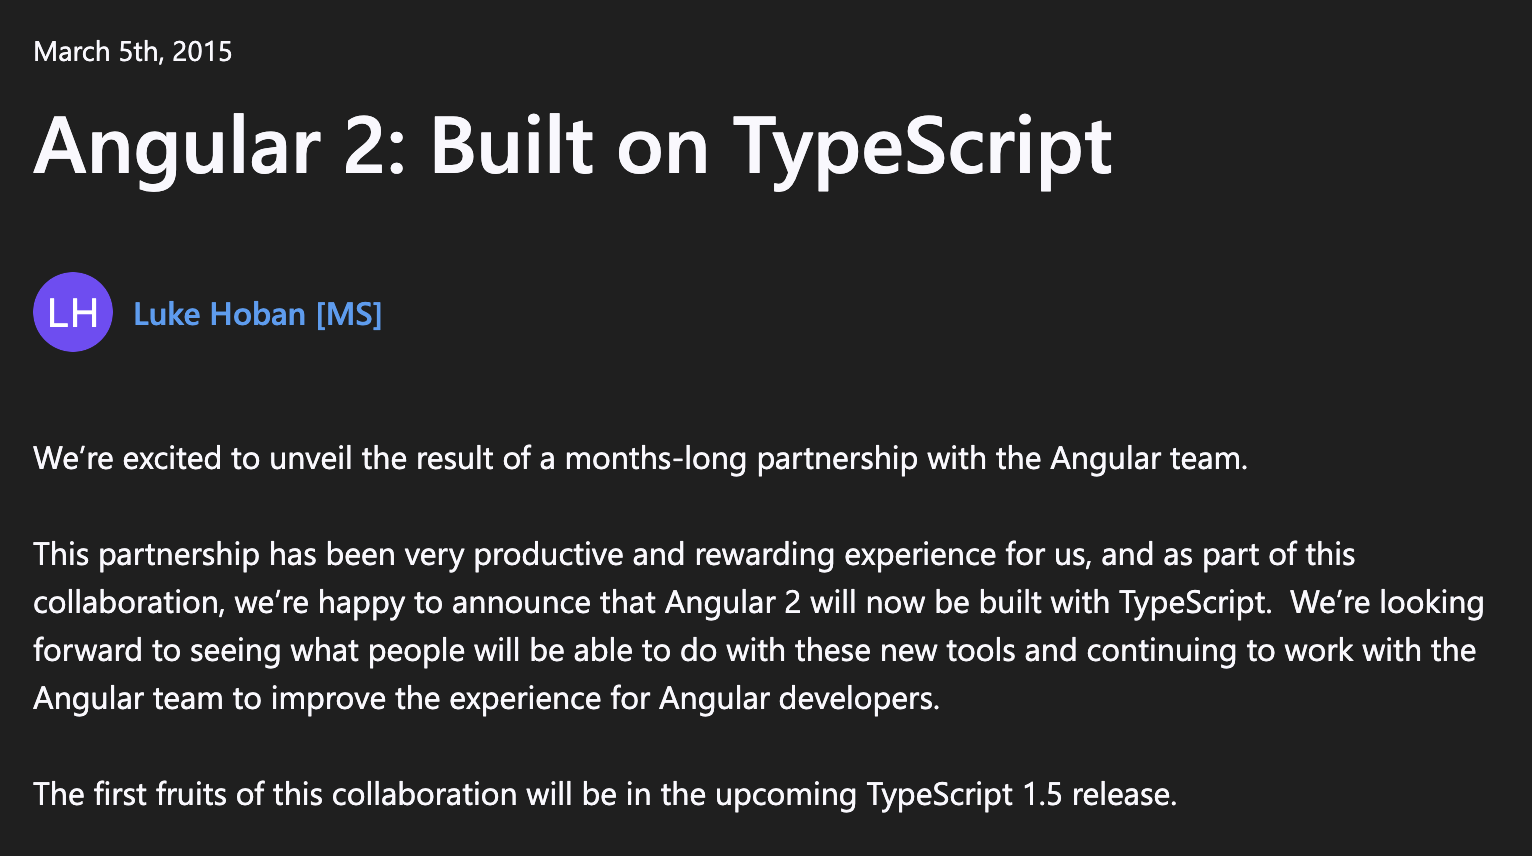 March 5th, 2015
Angular 2: Built on TypeScript
LH
Luke Hoban [MS]
We’re excited to unveil the result of a months-long partnership with the Angular team.
This partnership has been very productive and rewarding experience for us, and as part of this
collaboration, we’re happy to announce that Angular 2 will now be built with TypeScript.  We’re looking
forward to seeing what people will be able to do with these new tools and continuing to work with the
Angular team to improve the experience for Angular developers.
The first fruits of this collaboration will be in the upcoming TypeScript 1.5 release.